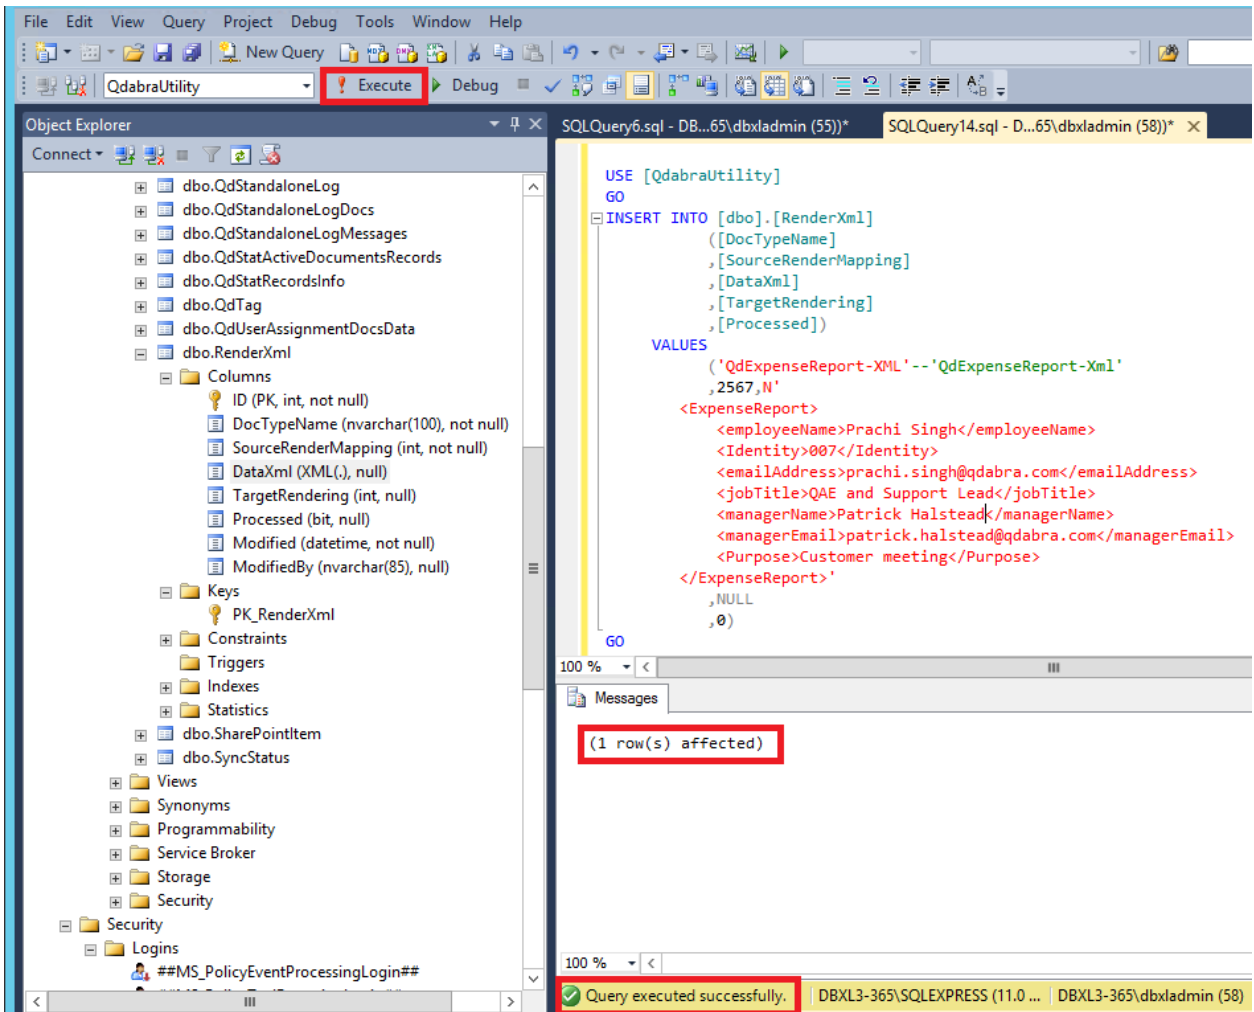 File Edit View Query Project Debug Tools Window Help
New Query
QdabraUtility Execute Debug
Object Explorer
Connect
dbo.QdStandaloneLog
dbo.QdStandaloneLogDocs
dbo.QdStandaloneLogMessages
dbo.QdStatActiveDocumentsRecords
dbo.QdStatRecordsInfo
dbo.QdTag
dbo.QdUserAssignmentDocsData
dbo.RenderXml
Columns
ID (PK, int, not null)
DocTypeName (nvarchar(100), not null)
SourceRenderMapping (int, not null)
DataXml (XML(.), null)
TargetRendering (int, null)
Processed (bit, null)
Modified (datetime, not null)
ModifiedBy (nvarchar(85), null)
Keys
PK_RenderXml
Constraints
Triggers
Indexes
Statistics
dbo.SharePointItem
dbo.SyncStatus
Views
Synonyms
Programmability
Service Broker
Storage
Security
Security
Logins
##MS_PolicyEventProcessingLogin##
SQLQuery6.sql - DB...65\dbxladmin (55))* SQLQuery14.sql - D...65\dbxladmin (58))*
USE [QdabraUtility]
GO
INSERT INTO [dbo].[RenderXml]
([DocTypeName]
,[SourceRenderMapping]
,[DataXml]
,[TargetRendering]
,[Processed])
VALUES
('QdExpenseReport-XML'--'QdExpenseReport-Xml'
,2567,N'
<ExpenseReport>
<employeeName>Prachi Singh</employeeName>
<Identity>007</Identity>
<emailAddress>prachi.singh@qdabra.com</emailAddress>
<jobTitle>QAE and Support Lead</jobTitle>
<managerName>Patrick Halstead</managerName>
<managerEmail>patrick.halstead@qdabra.com</managerEmail>
<Purpose>Customer meeting</Purpose>
</ExpenseReport>'
,NULL
,0)
GO
100 %
Messages
(1 row(s) affected)
100 %
Query executed successfully. DBXL3-365\SQLEXPRESS (11.0 ... DBXL3-365\dbxladmin (58)